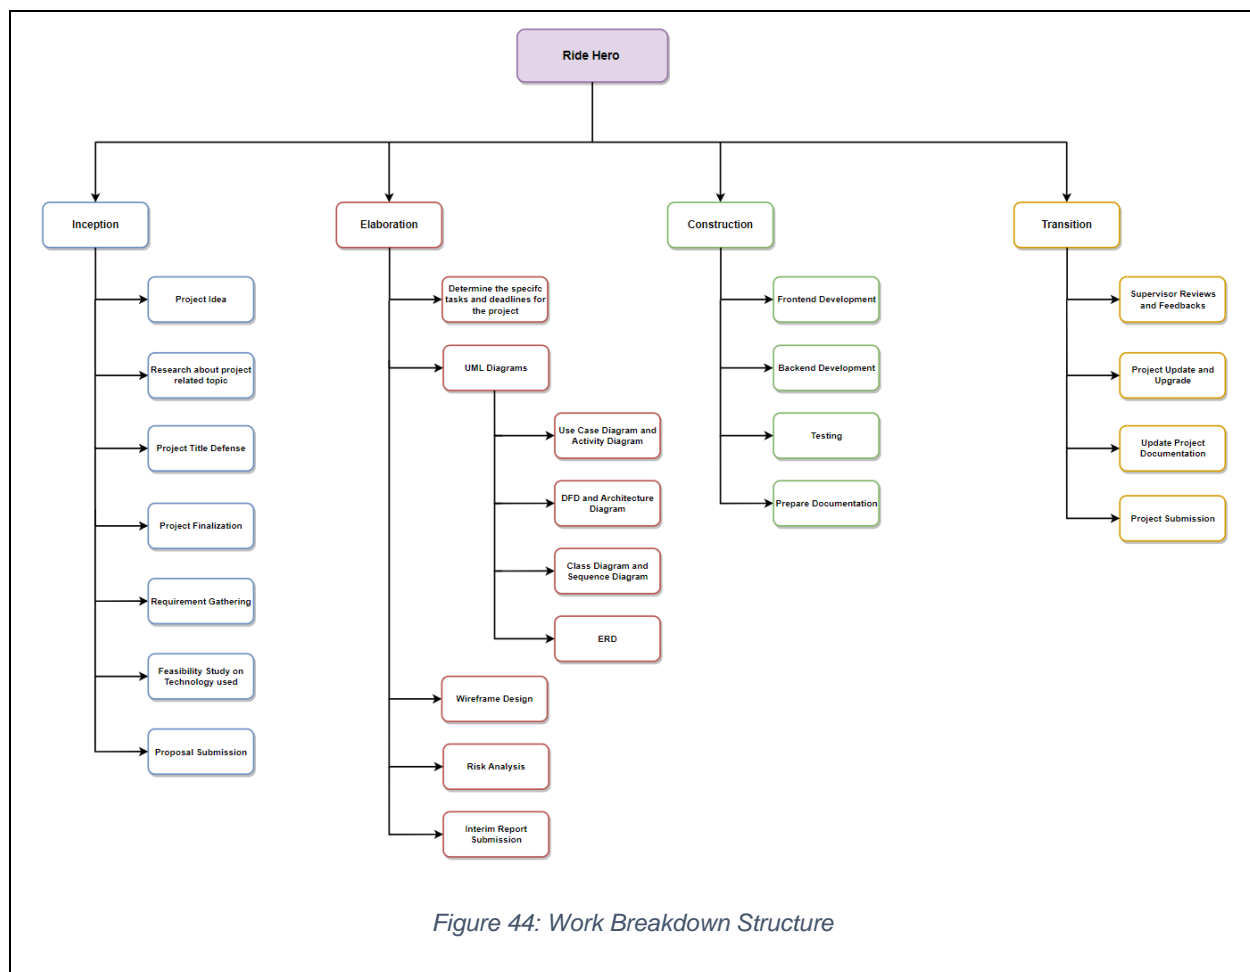 Ride Hero
Inception
Elaboration
Construction
Transition
Project Idea
Research about project
related topic
Project Title Defense
Project Finalization
Requirement Gathering
Feasibility Study on
Technology used
Proposal Submission
Determine the specifc
tasks and deadlines for
the project
UML Diagrams
Use Case Diagram and
Activity Diagram
DFD and Architecture
Diagram
Class Diagram and
Sequence Diagram
ERD
Wireframe Design
Risk Analysis
Interim Report
Submission
Frontend Development
Backend Development
Testing
Prepare Documentation
Supervisor Reviews
and Feedbacks
Project Update and
Upgrade
Update Project
Documentation
Project Submission
Figure 44: Work Breakdown Structure